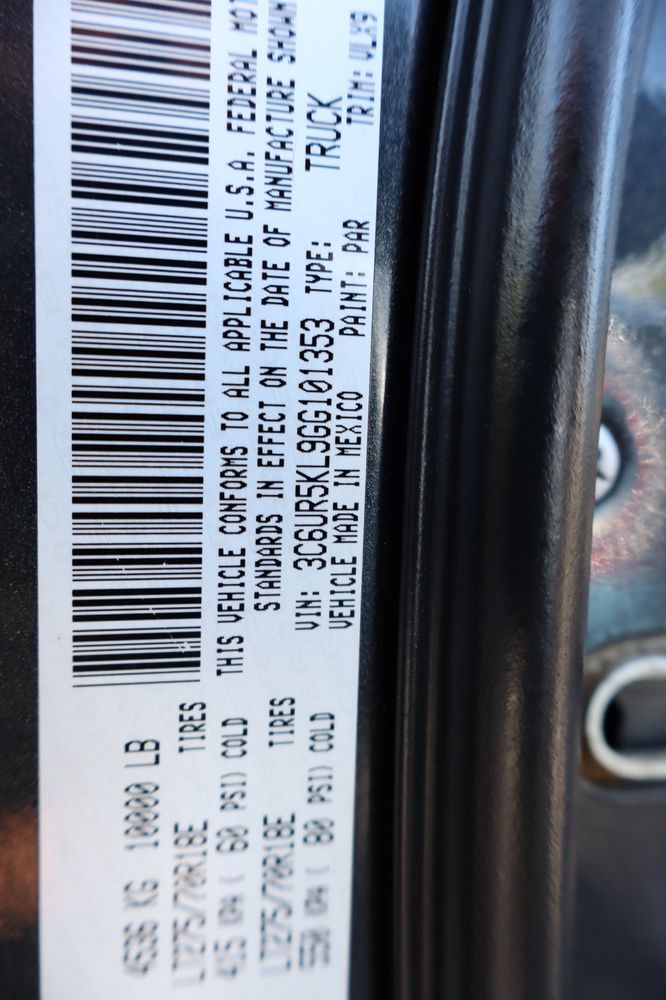 4536 KG 10000 LB
LT275/70R18E TIRES
415 KPA ( 60 PSI) COLD
LT275/70R18E TIRES
550 KPA ( 80 PSI) COLD
THIS VEHICLE CONFORMS TO ALL APPLICABLE U.S.A. FEDERAL MOT
STANDARDS IN EFFECT ON THE DATE OF MANUFACTURE SHOWN
VIN: 3C6UR5KL9GG101353 TYPE: TRUCK
VEHICLE MADE IN MEXICO PAINT: PAR TRIM: VLX9